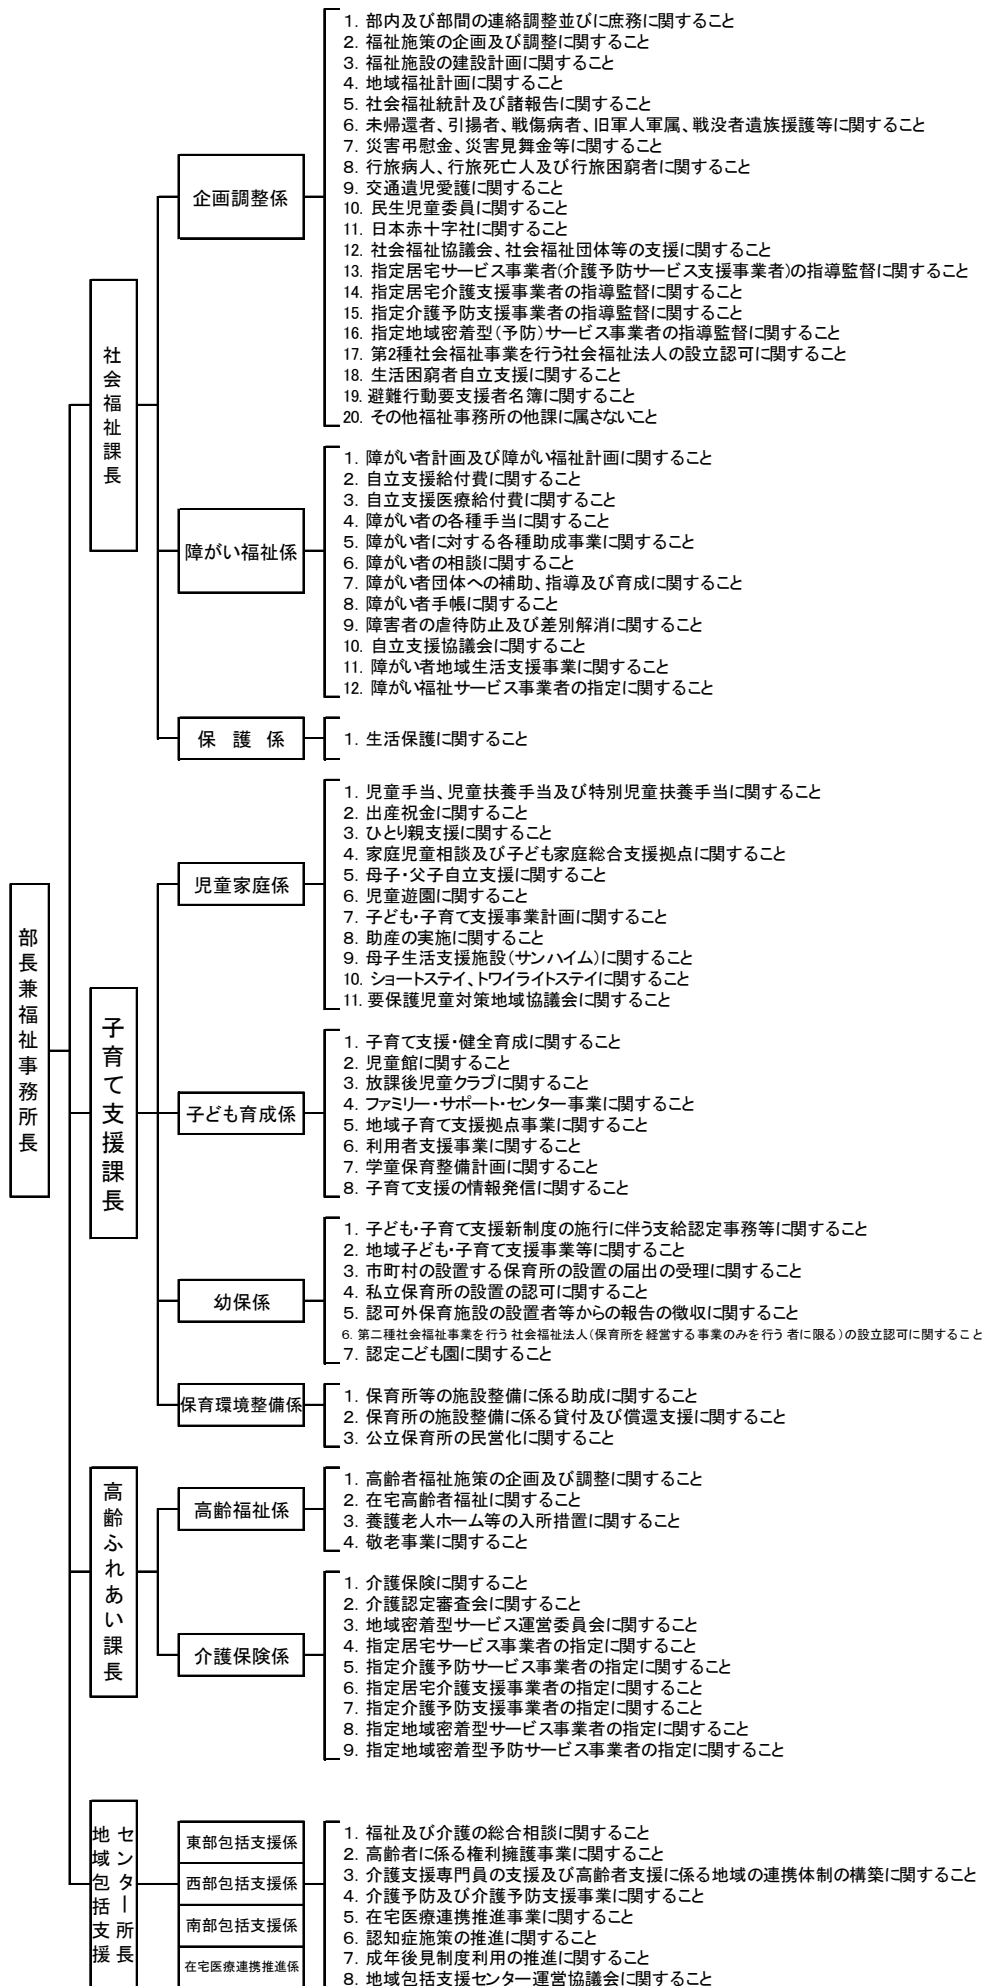 部長兼福祉事務所長
社会福祉課長
企画調整係
1. 部内及び部間の連絡調整並びに庶務に関すること
2. 福祉施策の企画及び調整に関すること
3. 福祉施設の建設計画に関すること
4. 地域福祉計画に関すること
5. 社会福祉統計及び諸報告に関すること
6. 未帰還者、引揚者、戦傷病者、旧軍人軍属、戦没者遺族援護等に関すること
7. 災害弔慰金、災害見舞金等に関すること
8. 行旅病人、行旅死亡人及び行旅困窮者に関すること
9. 交通遺児愛護に関すること
10. 民生児童委員に関すること
11. 日本赤十字社に関すること
12. 社会福祉協議会、社会福祉団体等の支援に関すること
13. 指定居宅サービス事業者(介護予防サービス支援事業者)の指導監督に関すること
14. 指定居宅介護支援事業者の指導監督に関すること
15. 指定介護予防支援事業者の指導監督に関すること
16. 指定地域密着型(予防)サービス事業者の指導監督に関すること
17. 第2種社会福祉事業を行う社会福祉法人の設立認可に関すること
18. 生活困窮者自立支援に関すること
19. 避難行動要支援者名簿に関すること
20. その他福祉事務所の他課に属さないこと
障がい福祉係
1. 障がい者計画及び障がい福祉計画に関すること
2. 自立支援給付費に関すること
3. 自立支援医療給付費に関すること
4. 障がい者の各種手当に関すること
5. 障がい者に対する各種助成事業に関すること
6. 障がい者の相談に関すること
7. 障がい者団体への補助、指導及び育成に関すること
8. 障がい者手帳に関すること
9. 障害者の虐待防止及び差別解消に関すること
10. 自立支援協議会に関すること
11. 障がい者地域生活支援事業に関すること
12. 障がい福祉サービス事業者の指定に関すること
保護係
1. 生活保護に関すること
子育て支援課長
児童家庭係
1. 児童手当、児童扶養手当及び特別児童扶養手当に関すること
2. 出産祝金に関すること
3. ひとり親支援に関すること
4. 家庭児童相談及び子ども家庭総合支援拠点に関すること
5. 母子・父子自立支援に関すること
6. 児童遊園に関すること
7. 子ども・子育て支援事業計画に関すること
8. 助産の実施に関すること
9. 母子生活支援施設(サンハイム)に関すること
10. ショートステイ、トワイライトステイに関すること
11. 要保護児童対策地域協議会に関すること
子ども育成係
1. 子育て支援・健全育成に関すること
2. 児童館に関すること
3. 放課後児童クラブに関すること
4. ファミリー・サポート・センター事業に関すること
5. 地域子育て支援拠点事業に関すること
6. 利用者支援事業に関すること
7. 学童保育整備計画に関すること
8. 子育て支援の情報発信に関すること
幼保係
1. 子ども・子育て支援新制度の施行に伴う支給認定事務等に関すること
2. 地域子ども・子育て支援事業等に関すること
3. 市町村の設置する保育所の設置の届出の受理に関すること
4. 私立保育所の設置の認可に関すること
5. 認可外保育施設の設置者等からの報告の徴収に関すること
6. 第二種社会福祉事業を行う社会福祉法人(保育所を経営する事業のみを行う者に限る)の設立認可に関すること
7. 認定こども園に関すること
保育環境整備係
1. 保育所等の施設整備に係る助成に関すること
2. 保育所の施設整備に係る貸付及び償還支援に関すること
3. 公立保育所の民営化に関すること
高齢ふれあい課長
高齢福祉係
1. 高齢者福祉施策の企画及び調整に関すること
2. 在宅高齢者福祉に関すること
3. 養護老人ホーム等の入所措置に関すること
4. 敬老事業に関すること
介護保険係
1. 介護保険に関すること
2. 介護認定審査会に関すること
3. 地域密着型サービス運営委員会に関すること
4. 指定居宅サービス事業者の指定に関すること
5. 指定介護予防サービス事業者の指定に関すること
6. 指定居宅介護支援事業者の指定に関すること
7. 指定介護予防支援事業者の指定に関すること
8. 指定地域密着型サービス事業者の指定に関すること
9. 指定地域密着型予防サービス事業者の指定に関すること
地域包括支援
センター所長
東部包括支援係
西部包括支援係
南部包括支援係
在宅医療連携推進係
1. 福祉及び介護の総合相談に関すること
2. 高齢者に係る権利擁護事業に関すること
3. 介護支援専門員の支援及び高齢者支援に係る地域の連携体制の構築に関すること
4. 介護予防及び介護予防支援事業に関すること
5. 在宅医療連携推進事業に関すること
6. 認知症施策の推進に関すること
7. 成年後見制度利用の推進に関すること
8. 地域包括支援センター運営協議会に関すること